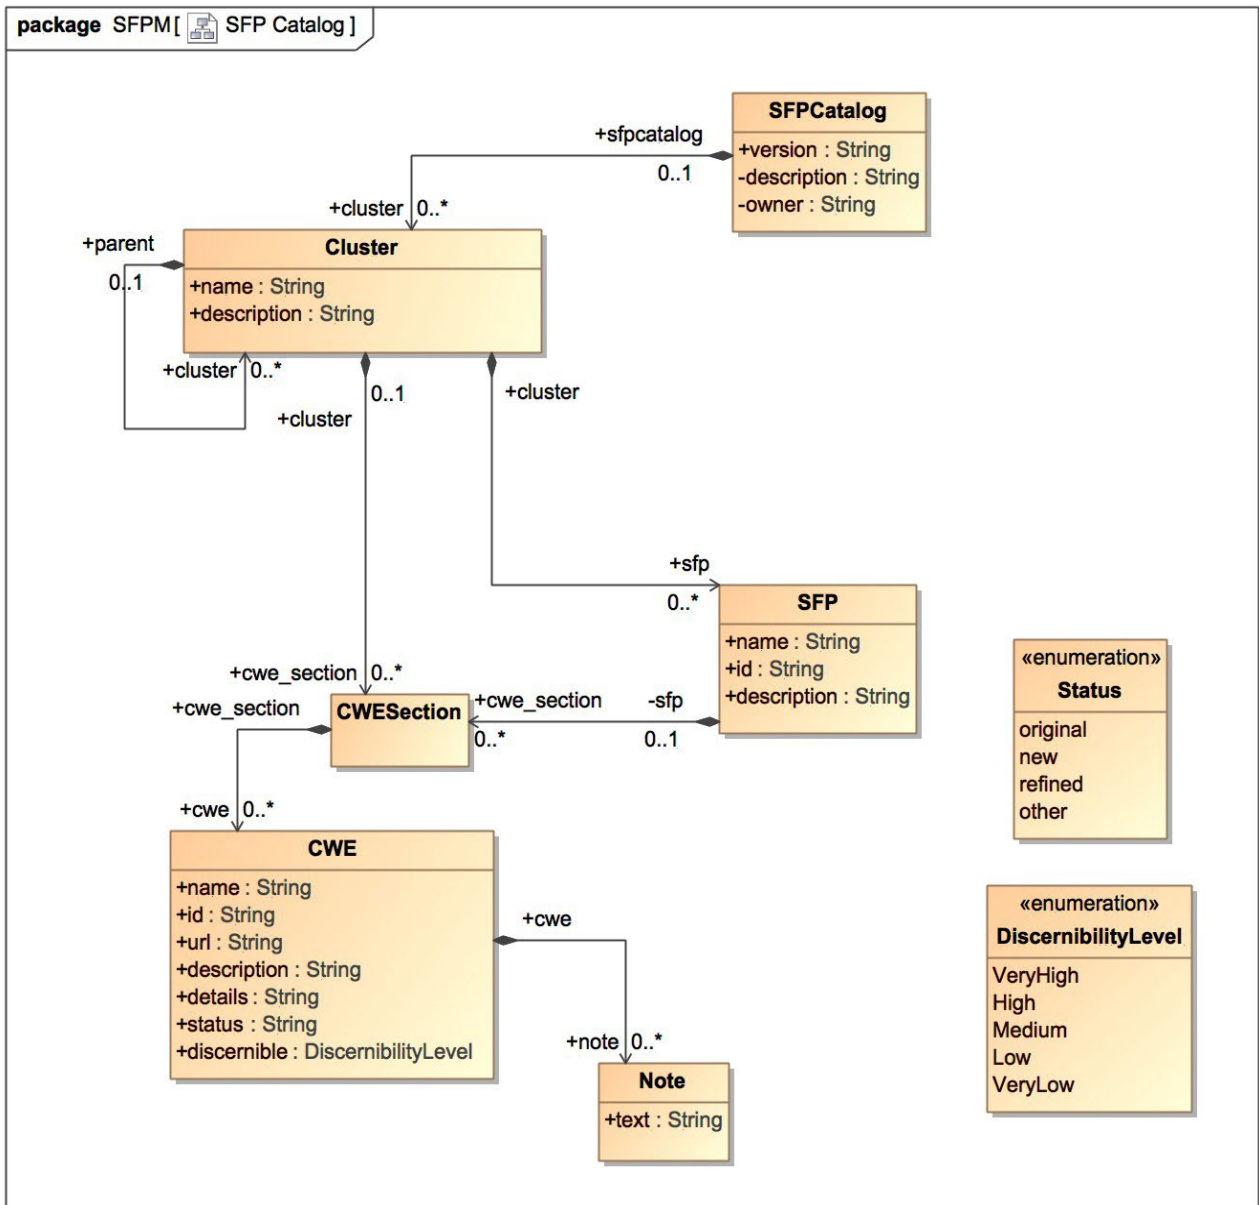 package SFPM [ SFP Catalog ]
SFPCatalog
+version : String
-description : String
-owner : String
+sfpcatalog
0..1
+cluster 0..*
Cluster
+name : String
+description : String
+parent
0..1
+cluster 0..*
0..1
+cluster
+cluster
+sfp
0..*
SFP
+name : String
+id : String
+description : String
+cwe_section 0..*
CWESection
+cwe_section
0..*
-sfp
0..1
+cwe_section
+cwe 0..*
CWE
+name : String
+id : String
+url : String
+description : String
+details : String
+status : String
+discernible : DiscernibilityLevel
+cwe
+note 0..*
Note
+text : String
«enumeration»
Status
original
new
refined
other
«enumeration»
DiscernibilityLevel
VeryHigh
High
Medium
Low
VeryLow